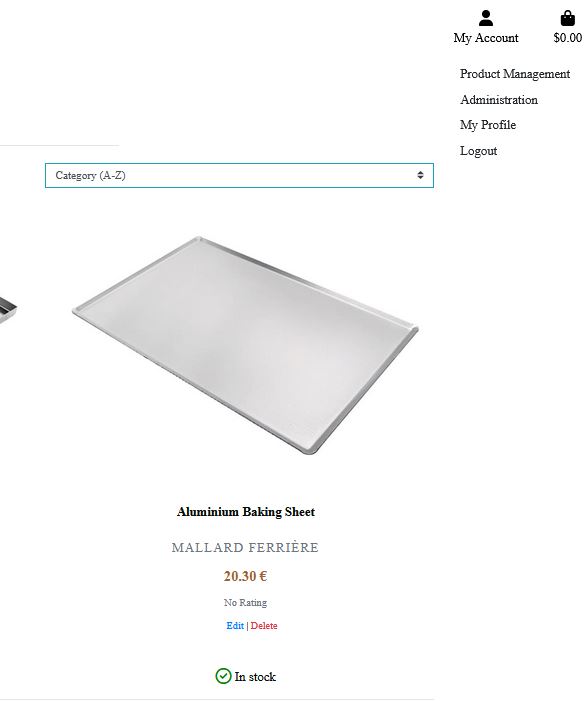 My Account
$0.00
Product Management
Administration
My Profile
Logout
Category (A-Z)
Aluminium Baking Sheet
MALLARD FERRIÈRE
20.30 €
No Rating
Edit | Delete
In stock